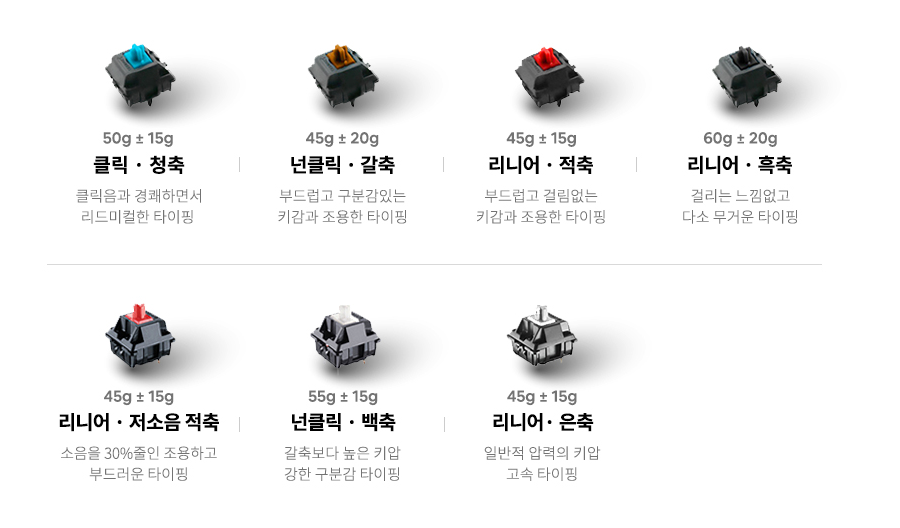 50g ± 15g
클릭 · 청축
클릭음과 경쾌하면서
리드미컬한 타이핑
45g ± 20g
넌클릭 · 갈축
부드럽고 구분감있는
키감과 조용한 타이핑
45g ± 15g
리니어 · 적축
부드럽고 걸림없는
키감과 조용한 타이핑
60g ± 20g
리니어 · 흑축
걸리는 느낌없고
다소 무거운 타이핑
45g ± 15g
리니어 · 저소음 적축
소음을 30%줄인 조용하고
부드러운 타이핑
55g ± 15g
넌클릭 · 백축
갈축보다 높은 키압
강한 구분감 타이핑
45g ± 15g
리니어 · 은축
일반적 압력의 키압
고속 타이핑